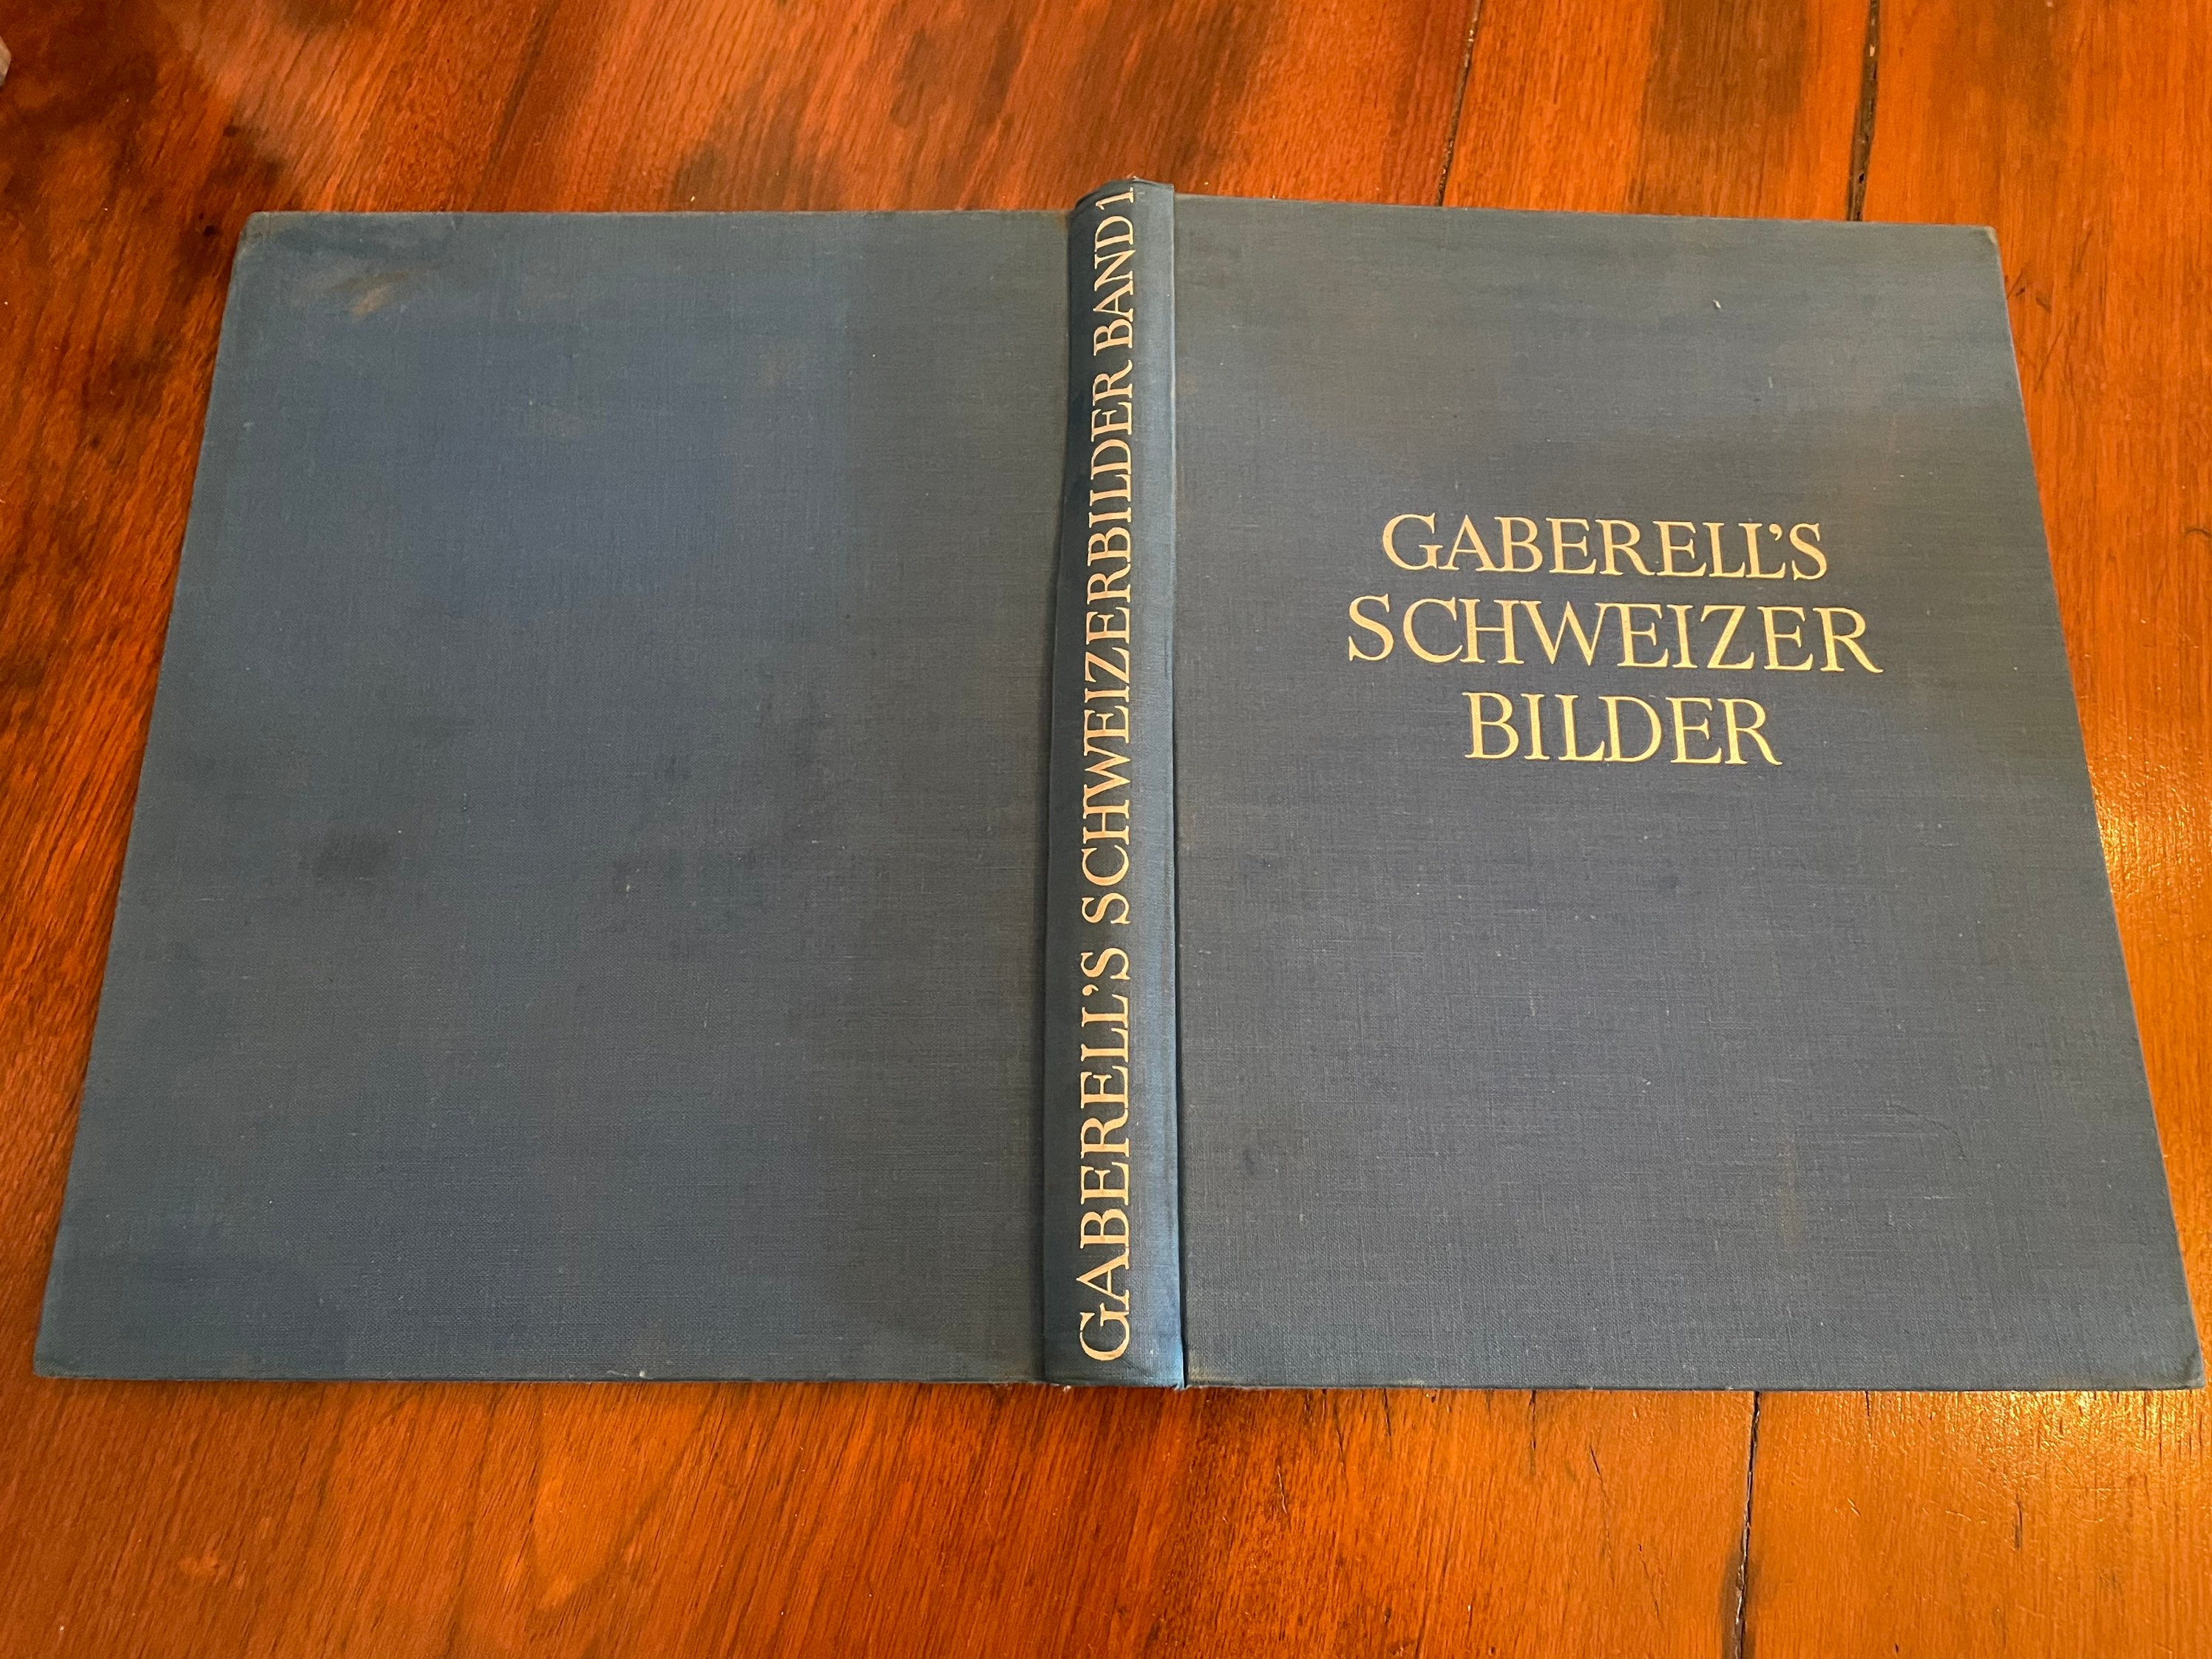 GABERELL'S SCHWEIZERBILDER BAND 1
GABERELL'S
SCHWEIZER
BILDER